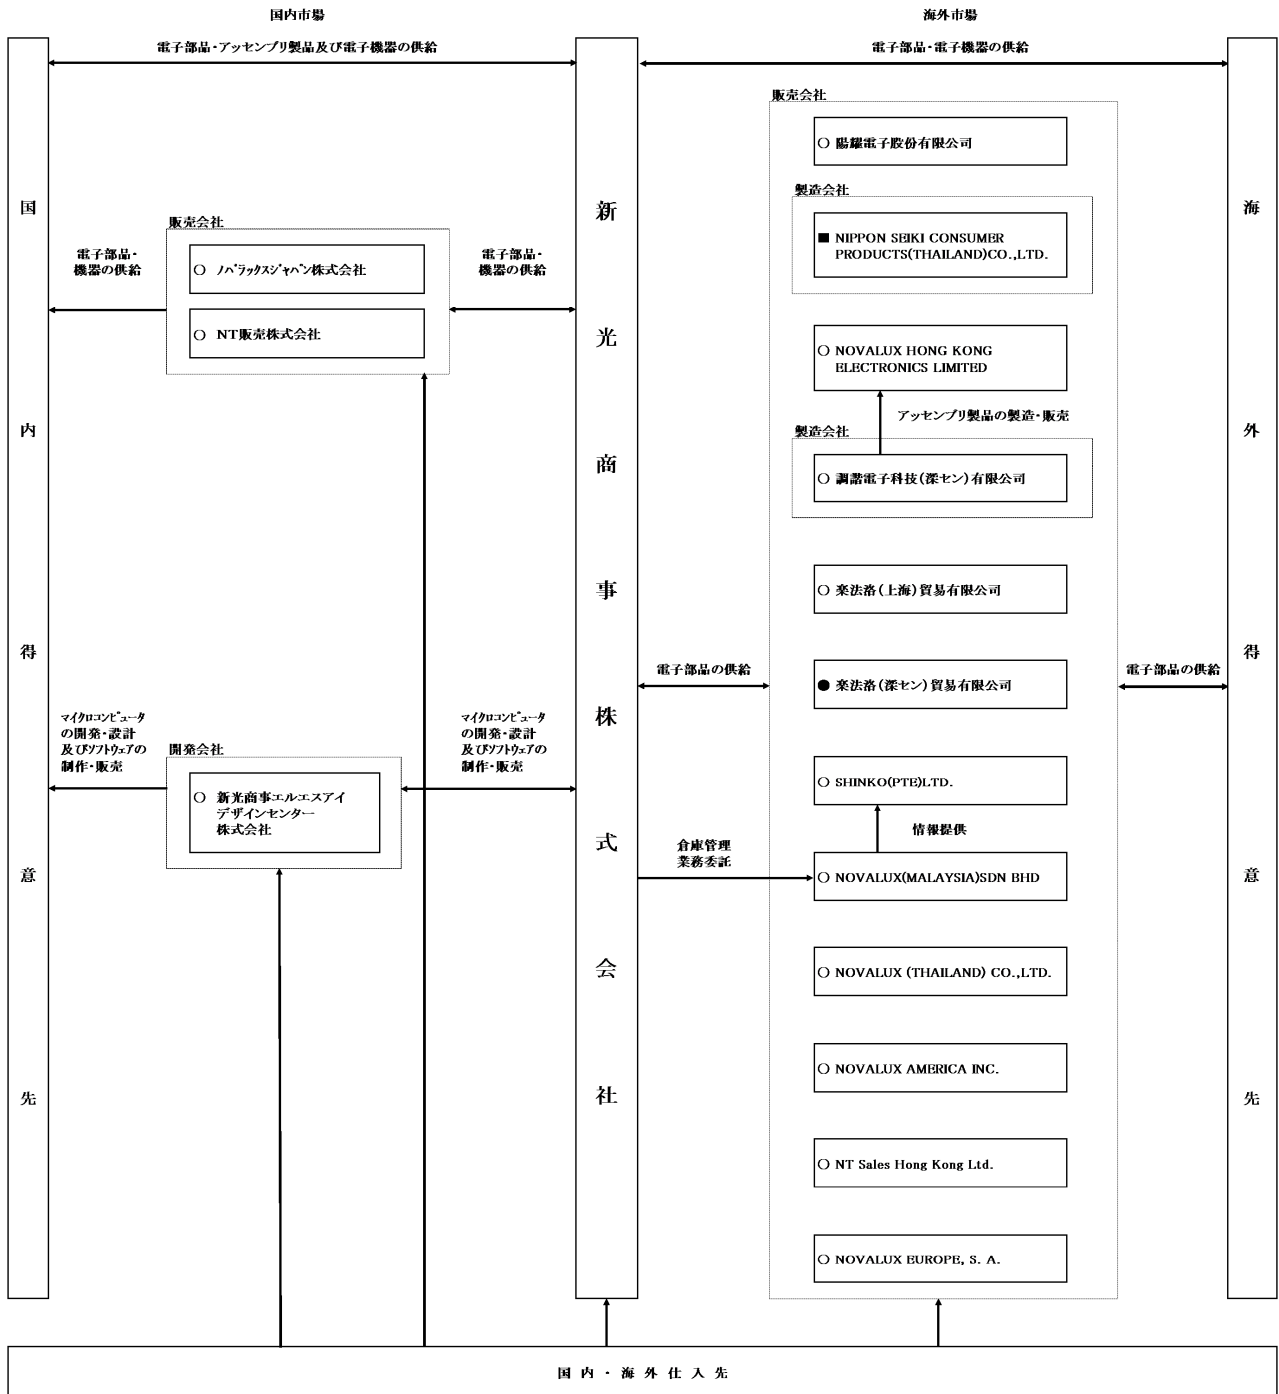 国内市場
海外市場
電子部品・アッセンブリ製品及び電子機器の供給
電子部品・電子機器の供給
国内得意先
新光商事株式会社
海外得意先
販売会社
電子部品・
機器の供給
○ ノバラックスジャパン株式会社
○ NT販売株式会社
電子部品・
機器の供給
マイクロコンピュータ
の開発・設計
及びソフトウェアの
制作・販売
開発会社
○ 新光商事エルエスアイ
デザインセンター
株式会社
マイクロコンピュータ
の開発・設計
及びソフトウェアの
制作・販売
販売会社
○ 陽耀電子股份有限公司
製造会社
■ NIPPON SEIKI CONSUMER
PRODUCTS(THAILAND)CO.,LTD.
○ NOVALUX HONG KONG
ELECTRONICS LIMITED
アッセンブリ製品の製造・販売
製造会社
○ 調諧電子科技(深セン)有限公司
○ 楽法洛(上海)貿易有限公司
電子部品の供給
● 楽法洛(深セン)貿易有限公司
電子部品の供給
○ SHINKO(PTE)LTD.
情報提供
倉庫管理
業務委託
○ NOVALUX(MALAYSIA)SDN BHD
○ NOVALUX (THAILAND) CO.,LTD.
○ NOVALUX AMERICA INC.
○ NT Sales Hong Kong Ltd.
○ NOVALUX EUROPE, S. A.
国内・海外仕入先